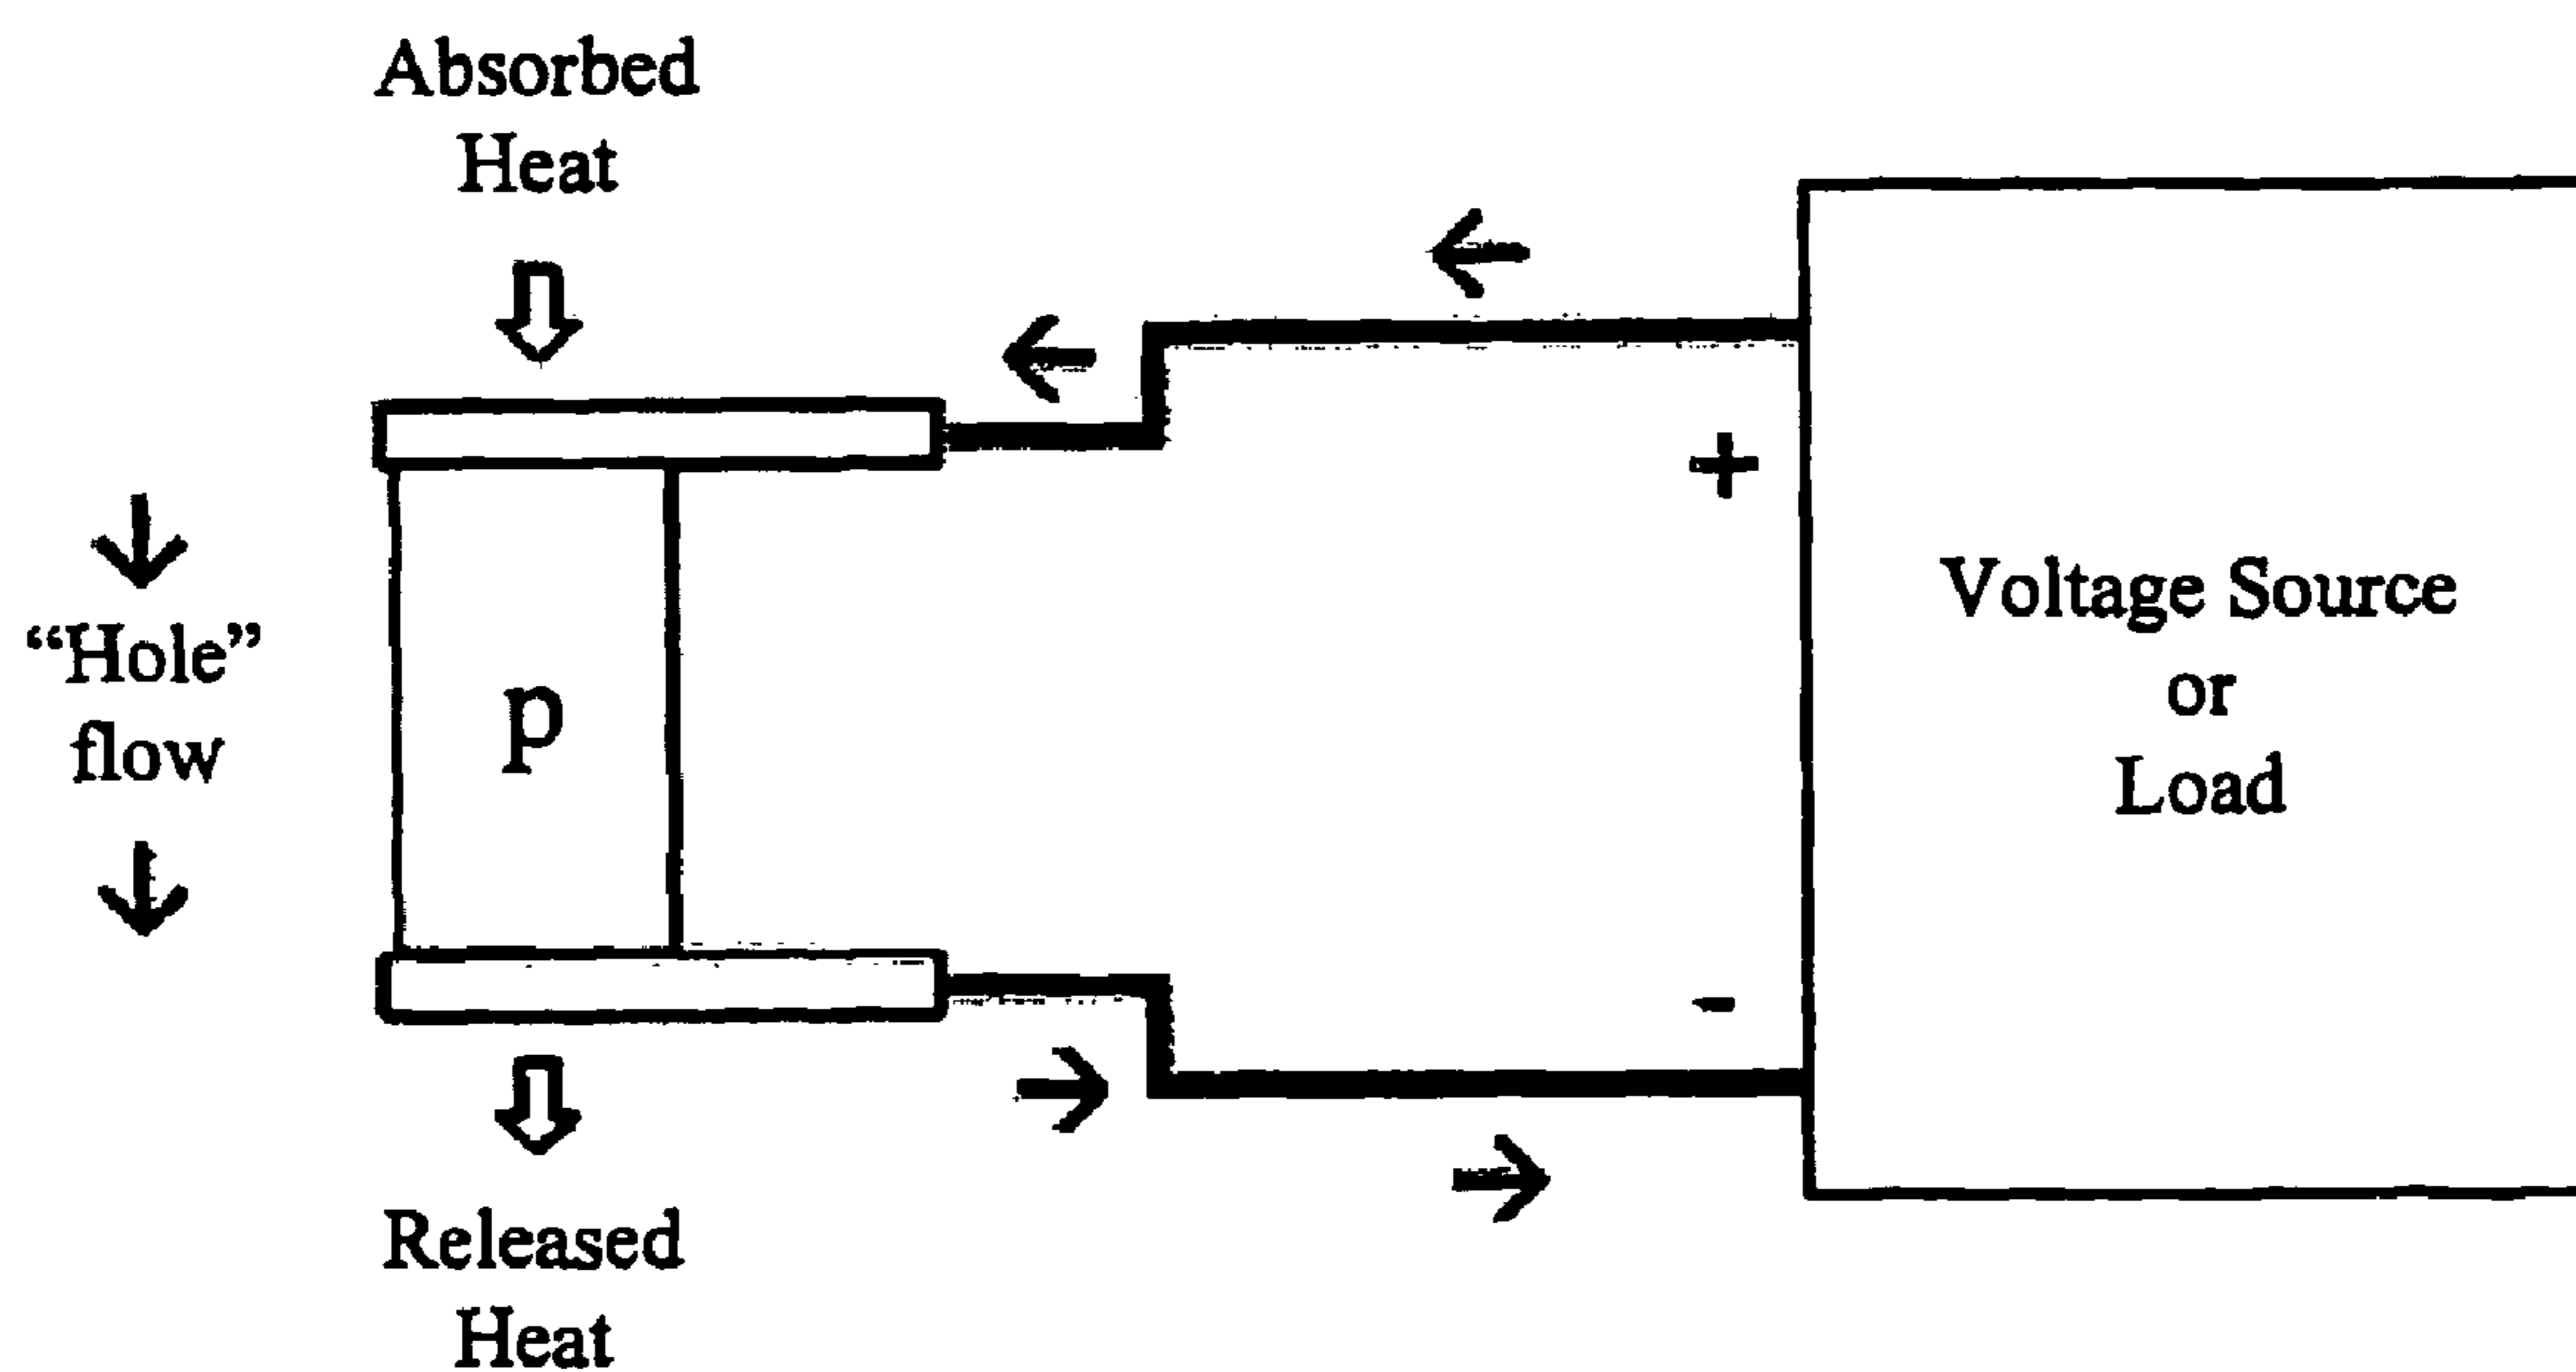 Absorbed
Heat
+
“Hole”
flow
p
Voltage Source
or
Load
-
Released
Heat